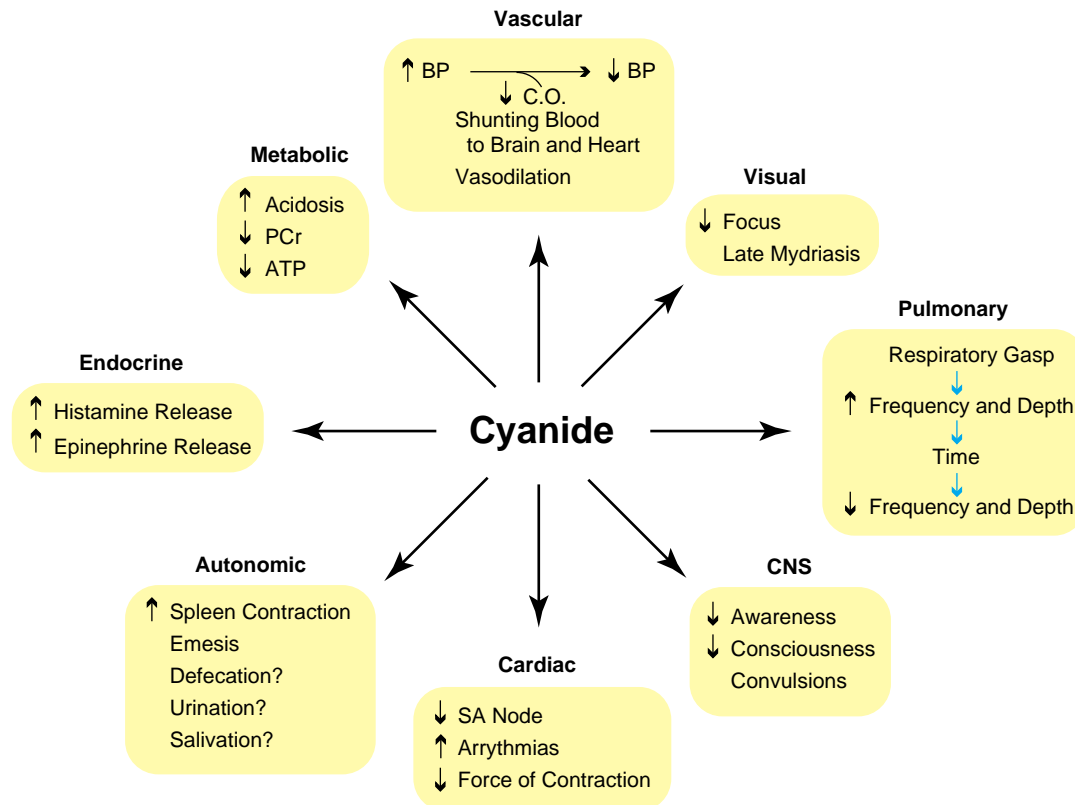 Vascular
↑ BP → ↓ BP
↓ C.O.
Shunting Blood
to Brain and Heart
Vasodilation
Metabolic
↑ Acidosis
↓ PCr
↓ ATP
Visual
↓ Focus
Late Mydriasis
Pulmonary
Respiratory Gasp
↓
↑ Frequency and Depth
↓
Time
↓
↓ Frequency and Depth
Endocrine
↑ Histamine Release
↑ Epinephrine Release
Cyanide
Autonomic
↑ Spleen Contraction
Emesis
Defecation?
Urination?
Salivation?
Cardiac
↓ SA Node
↑ Arrythmias
↓ Force of Contraction
CNS
↓ Awareness
↓ Consciousness
Convulsions